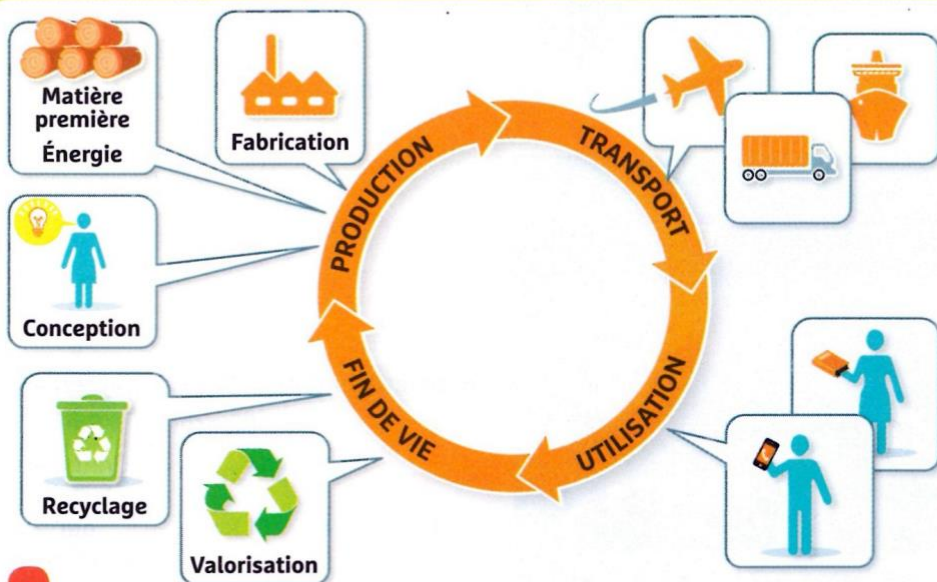 Matière
première
Énergie
Fabrication
PRODUCTION
TRANSPORT
Conception
FIN DE VIE
UTILISATION
Recyclage
Valorisation